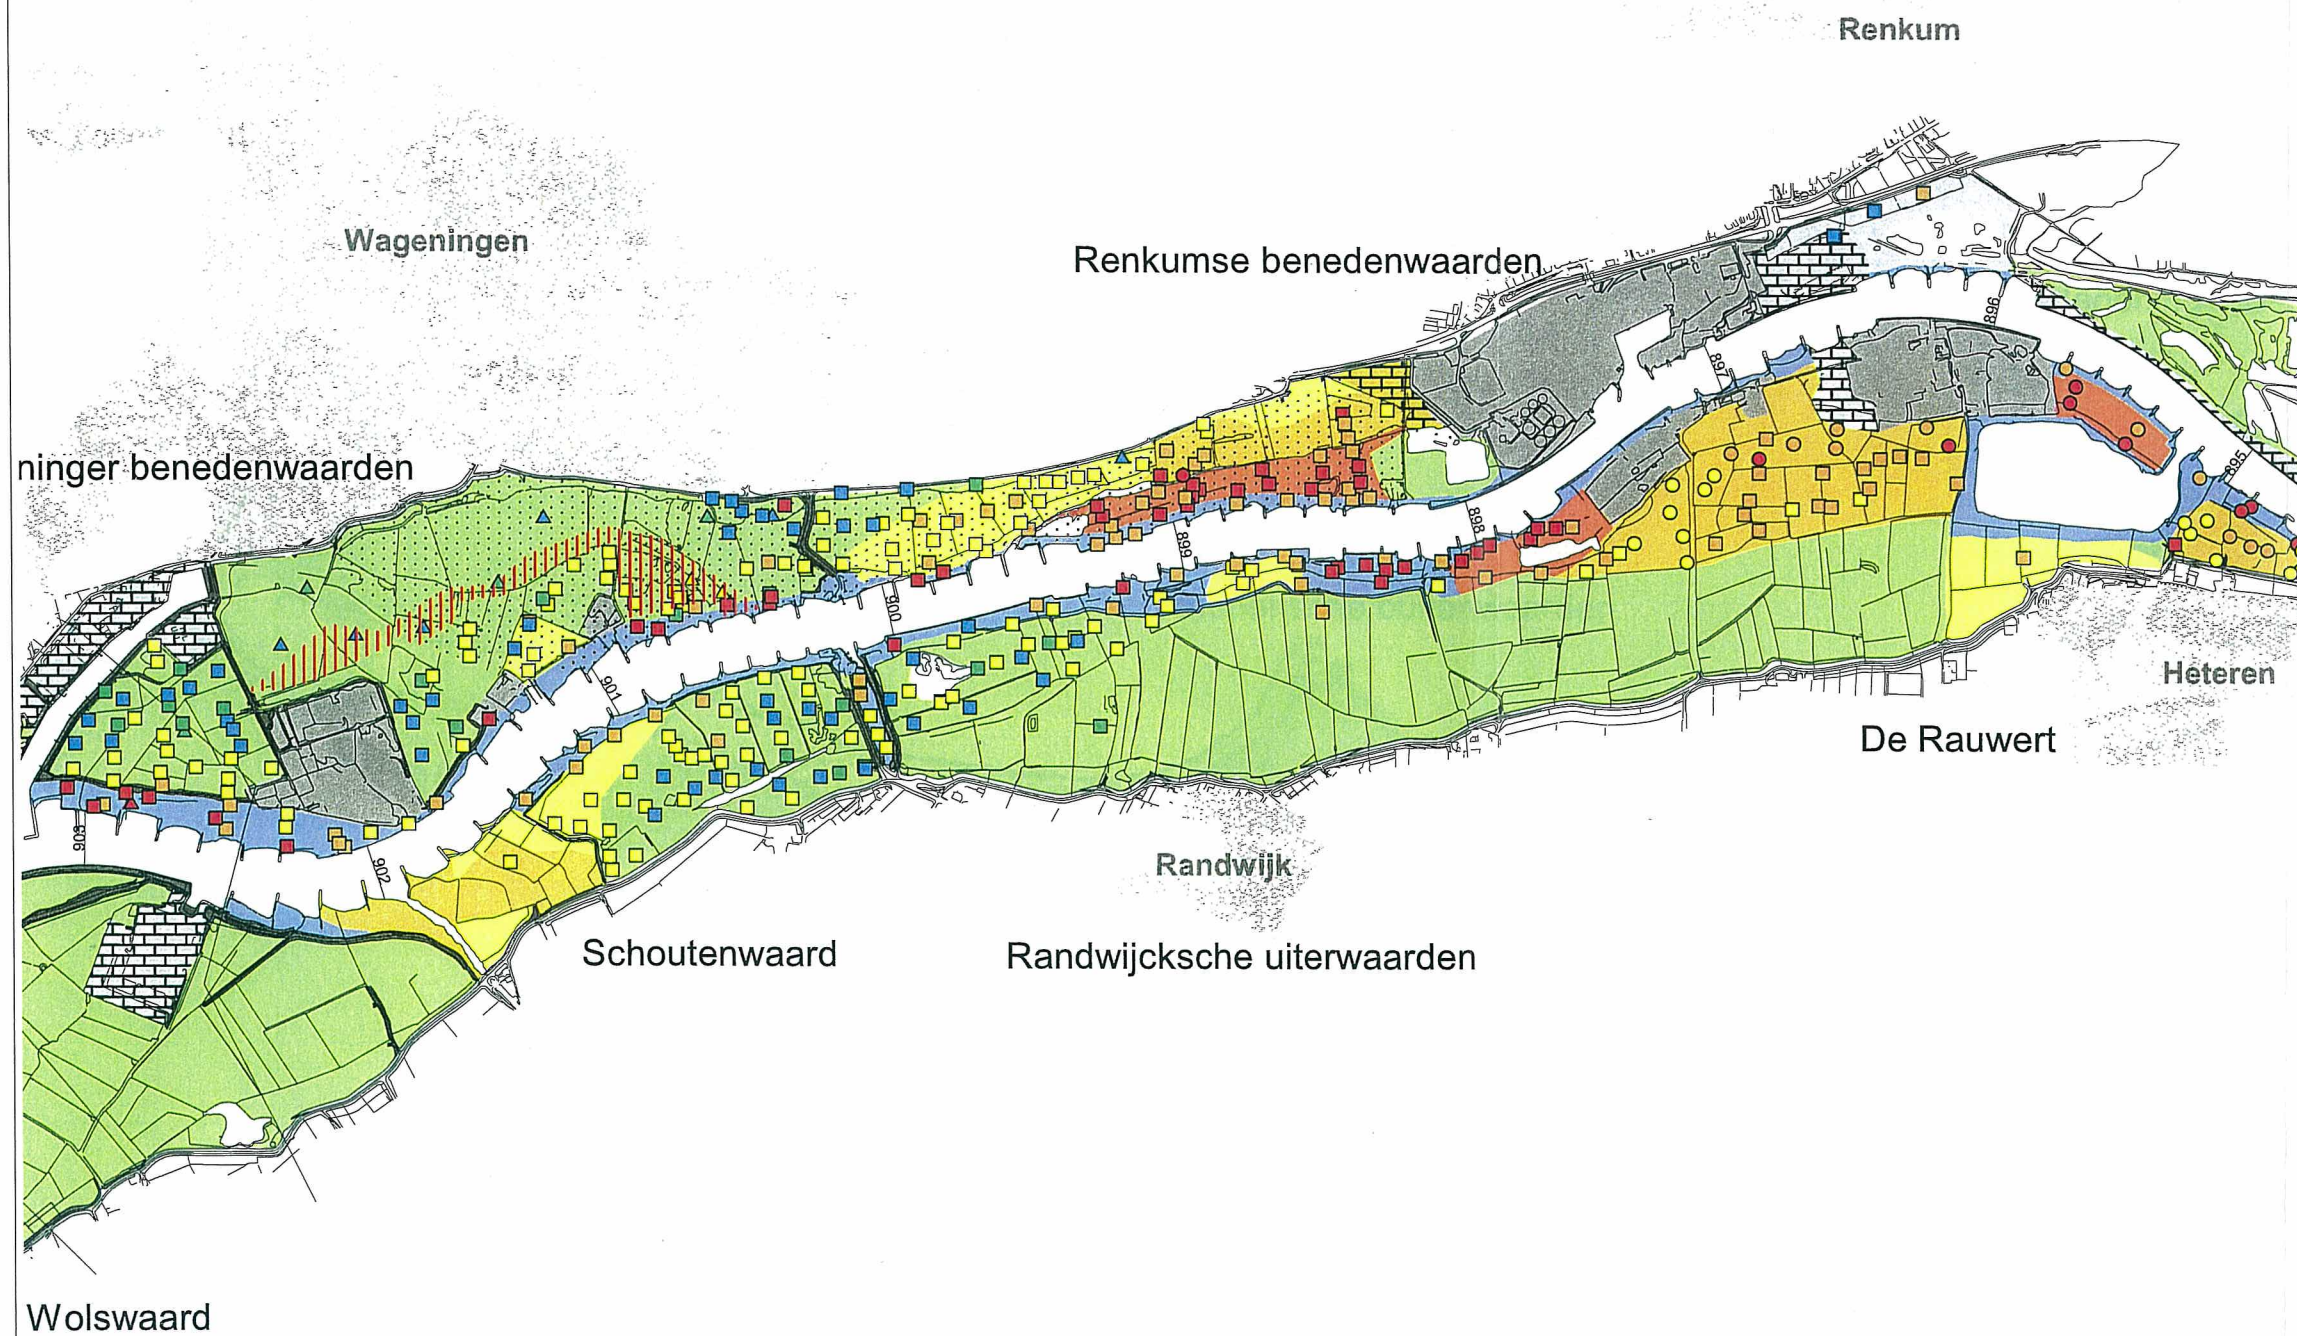 Renkum
Wageningen
Renkumse benedenwaarden
896
897
ninger benedenwaarden
895
898
899
900
Heteren
901
De Rauwert
903
902
Randwijk
Schoutenwaard
Randwijcksche uiterwaarden
Wolswaard